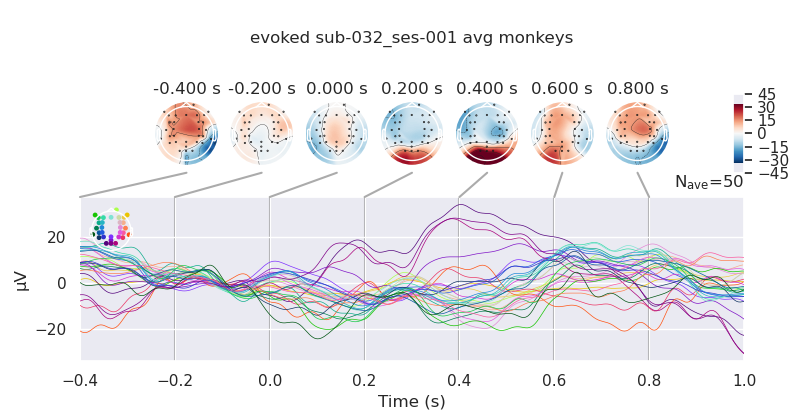 evoked sub-032_ses-001 avg monkeys
-0.400 s -0.200 s 0.000 s 0.200 s 0.400 s 0.600 s 0.800 s
45
30
15
0
−15
−30
−45
Nave=50
20
0
−20
µV
−0.4 −0.2 0.0 0.2 0.4 0.6 0.8 1.0
Time (s)